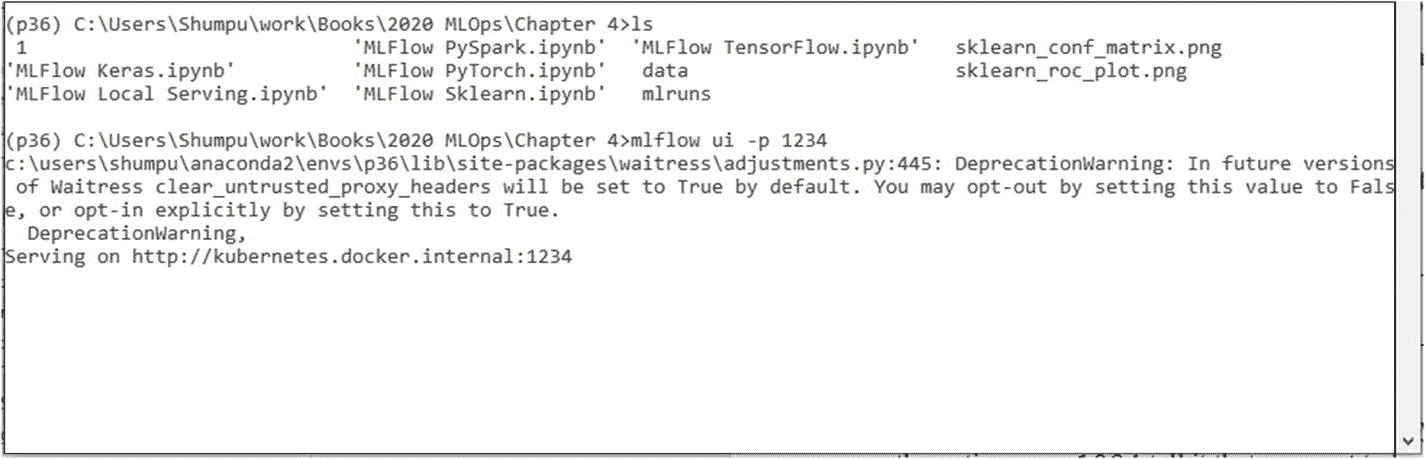 (p36) C:\Users\Shumpu\work\Books\2020 MLOps\Chapter 4>ls
1 'MLFlow PySpark.ipynb' 'MLFlow TensorFlow.ipynb' sklearn_conf_matrix.png
'MLFlow Keras.ipynb' 'MLFlow PyTorch.ipynb' data sklearn_roc_plot.png
'MLFlow Local Serving.ipynb' 'MLFlow Sklearn.ipynb' mlruns
(p36) C:\Users\Shumpu\work\Books\2020 MLOps\Chapter 4>mlflow ui -p 1234
c:\users\shumpu\anaconda2\envs\p36\lib\site-packages\waitress\adjustments.py:445: DeprecationWarning: In future versions
of Waitress clear_untrusted_proxy_headers will be set to True by default. You may opt-out by setting this value to Fals
e, or opt-in explicitly by setting this to True.
DeprecationWarning,
Serving on http://kubernetes.docker.internal:1234